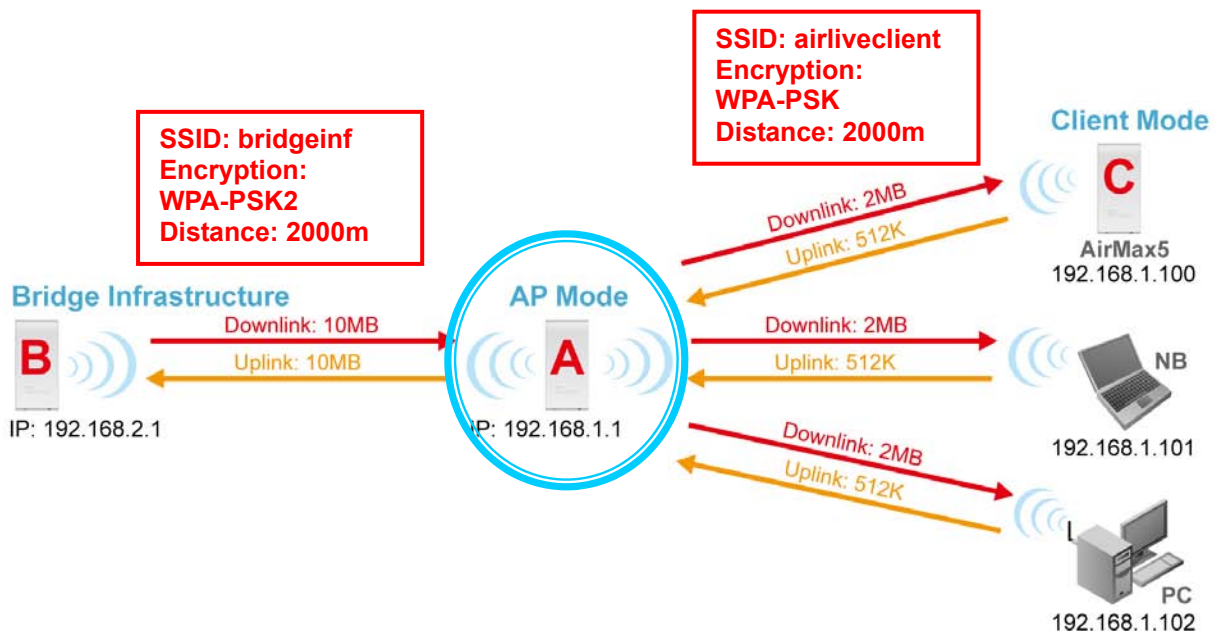 SSID: airliveclient
Encryption:
WPA-PSK
Distance: 2000m
SSID: bridgeinf
Encryption:
WPA-PSK2
Distance: 2000m
Client Mode
C
AirMax5
192.168.1.100
Downlink: 2MB
Uplink: 512K
Bridge Infrastructure
B
IP: 192.168.2.1
Downlink: 10MB
Uplink: 10MB
AP Mode
A
IP: 192.168.1.1
Downlink: 2MB
Uplink: 512K
NB
192.168.1.101
Downlink: 2MB
Uplink: 512K
PC
192.168.1.102